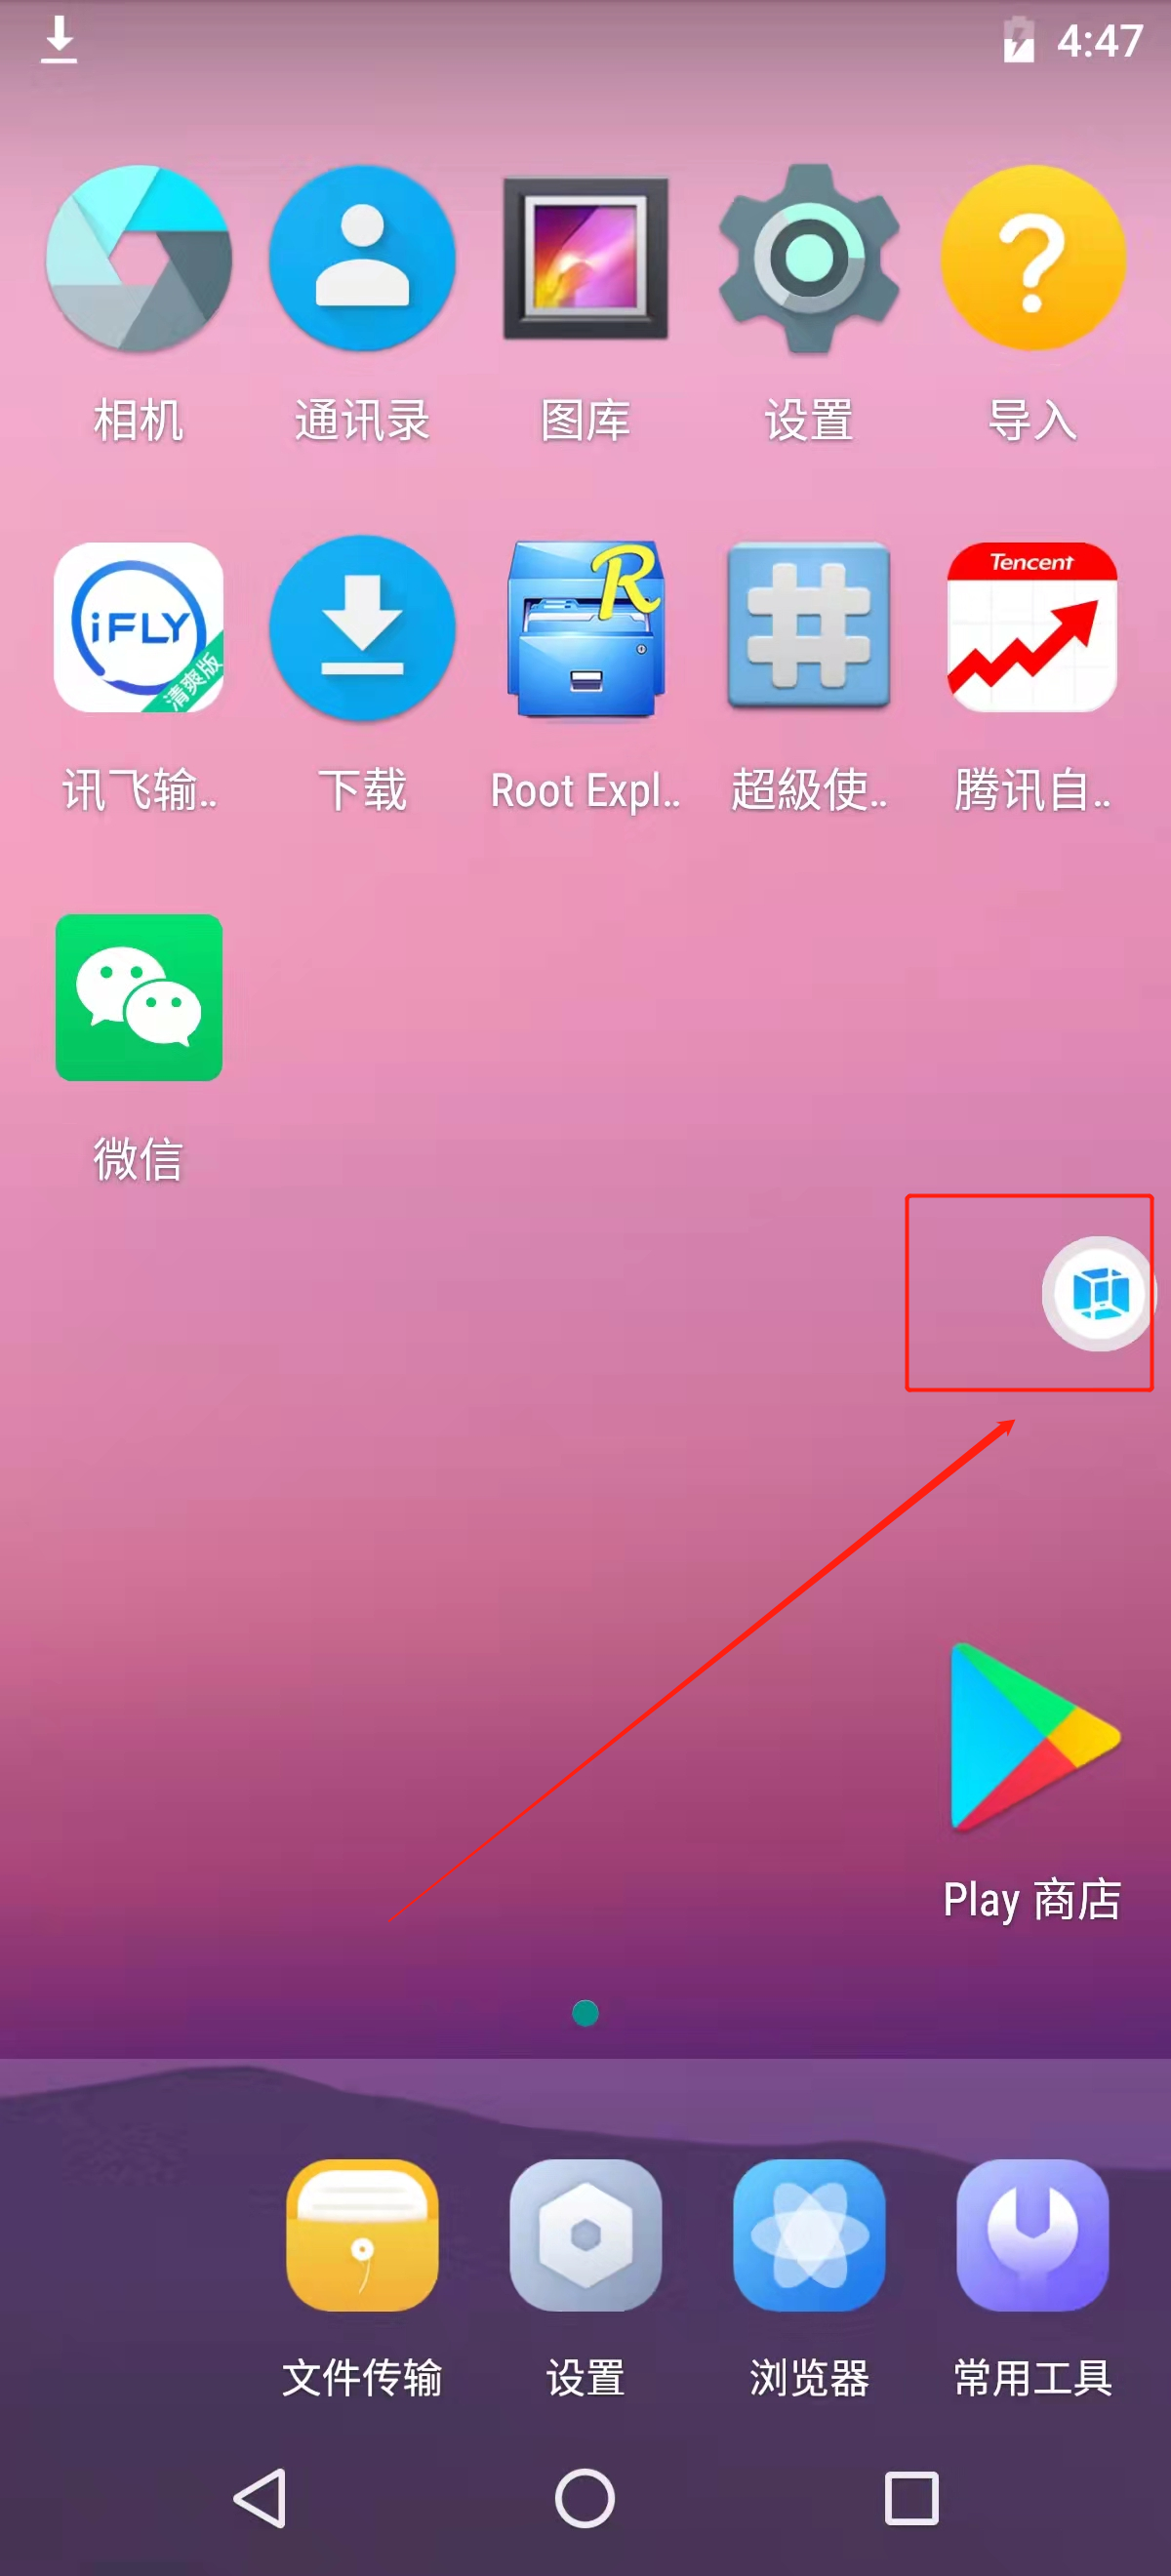 4:47
相机 通讯录 图库 设置 导入
iFLY 清爽版 R Tencent
讯飞输.. 下载 Root Expl.. 超級使.. 腾讯自..
微信
Play 商店
文件传输 设置 浏览器 常用工具